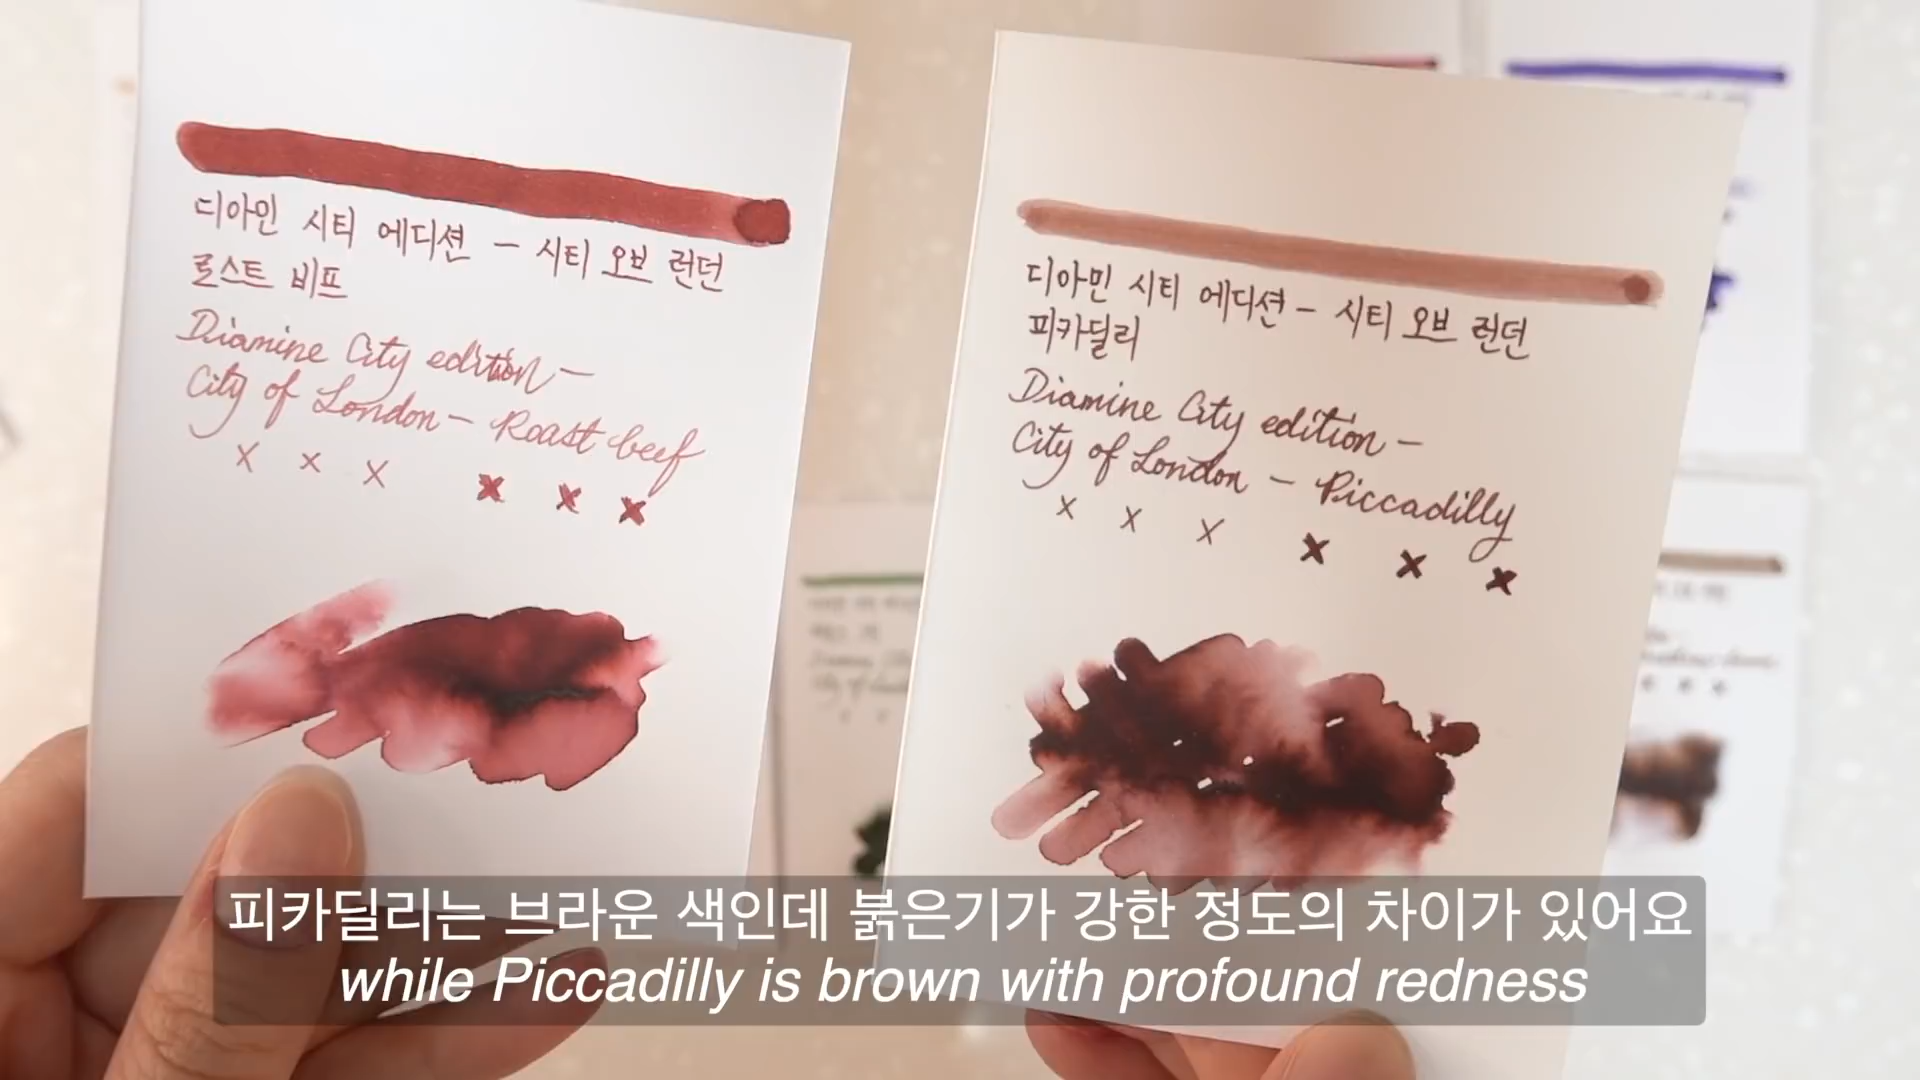 디아민 시티 에디션 – 시티 오브 런던
로스트 비프
Diamine City edition –
City of London – Roast beef
x x x x x x
디아민 시티 에디션 – 시티 오브 런던
피카딜리
Diamine City edition –
City of London – Piccadilly
x x x x x x
피카딜리는 브라운 색인데 붉은기가 강한 정도의 차이가 있어요
while Piccadilly is brown with profound redness